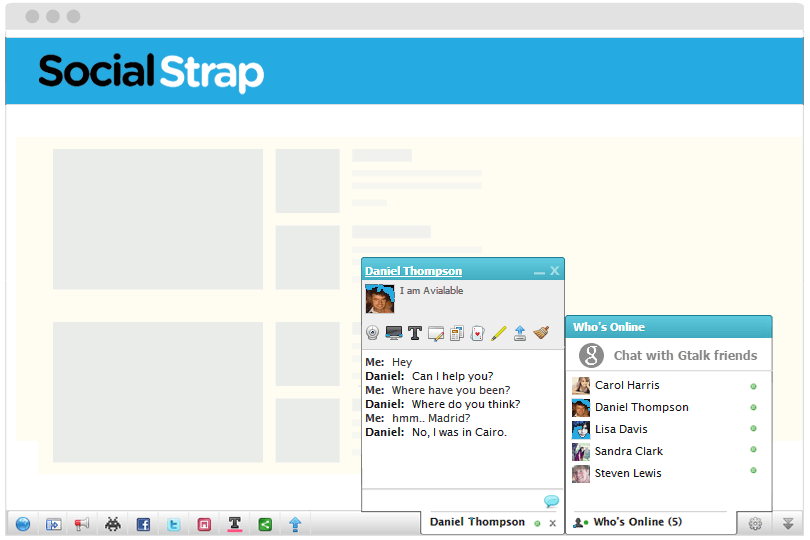 Social Strap
Daniel Thompson
I am Avialable
Me: Hey
Daniel: Can I help you?
Me: Where have you been?
Daniel: Where do you think?
Me: hmm.. Madrid?
Daniel: No, I was in Cairo.
Daniel Thompson
Who's Online
g Chat with Gtalk friends
Carol Harris
Daniel Thompson
Lisa Davis
Sandra Clark
Steven Lewis
Who's Online (5)